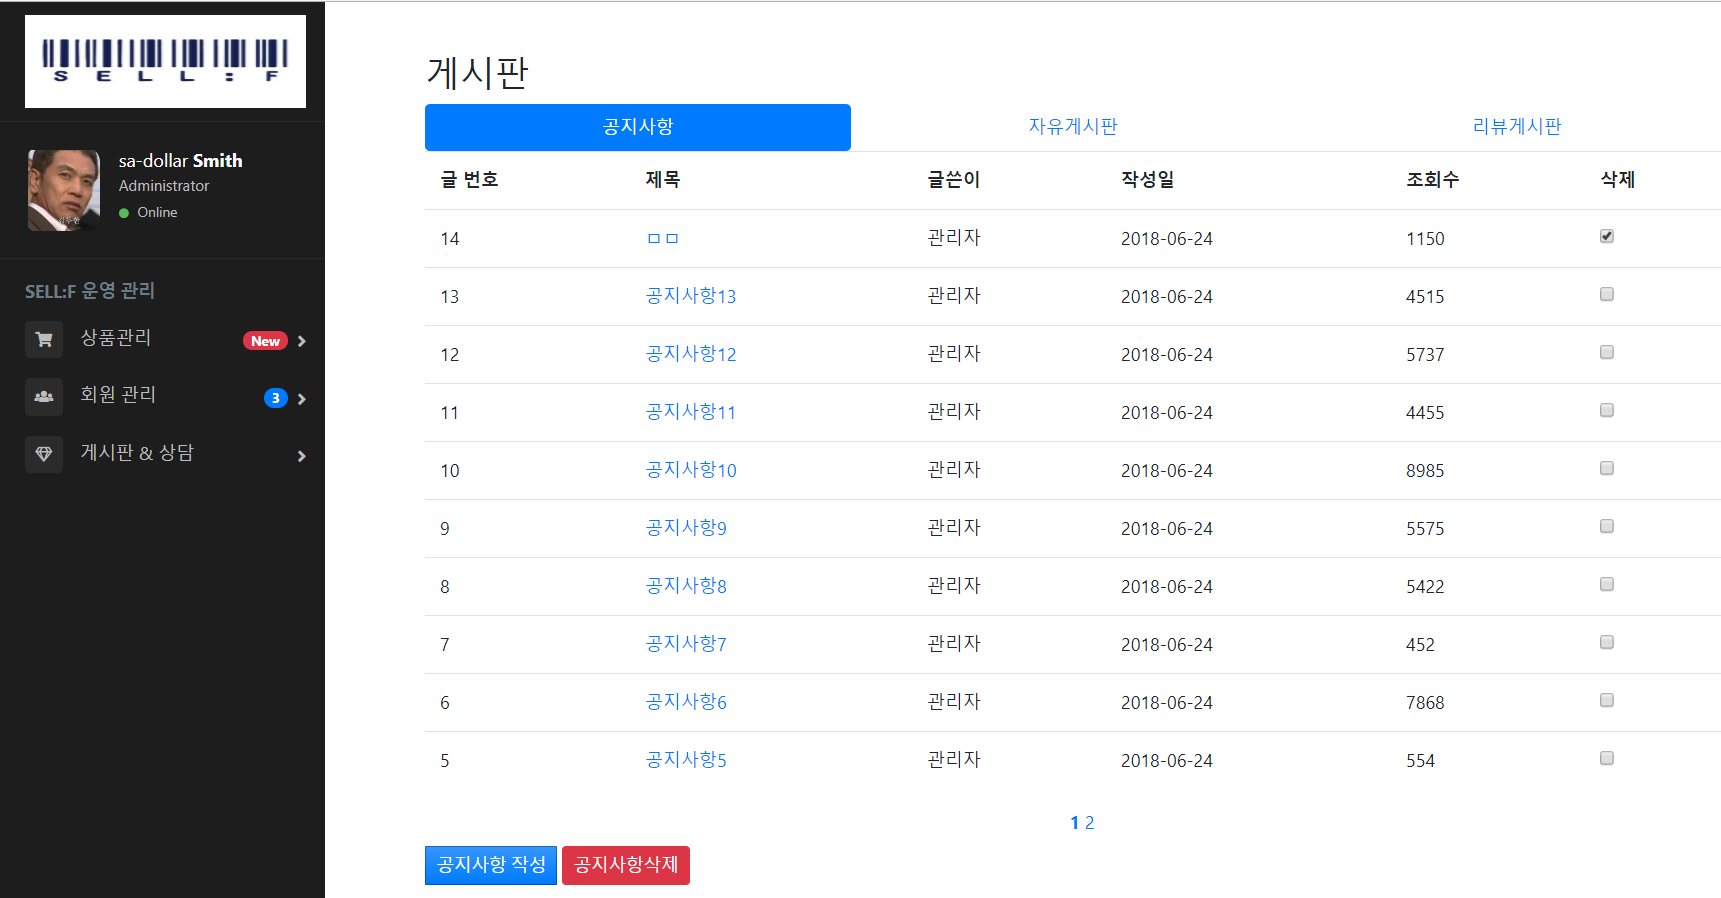 SELL:F
sa-dollar Smith
Administrator
Online
SELL:F 운영 관리
상품관리 New
회원 관리 3
게시판 & 상담
게시판
공지사항 자유게시판 리뷰게시판
글 번호 제목 글쓴이 작성일 조회수 삭제
14 ㅁㅁ 관리자 2018-06-24 1150
13 공지사항13 관리자 2018-06-24 4515
12 공지사항12 관리자 2018-06-24 5737
11 공지사항11 관리자 2018-06-24 4455
10 공지사항10 관리자 2018-06-24 8985
9 공지사항9 관리자 2018-06-24 5575
8 공지사항8 관리자 2018-06-24 5422
7 공지사항7 관리자 2018-06-24 452
6 공지사항6 관리자 2018-06-24 7868
5 공지사항5 관리자 2018-06-24 554
1 2
공지사항 작성 공지사항삭제